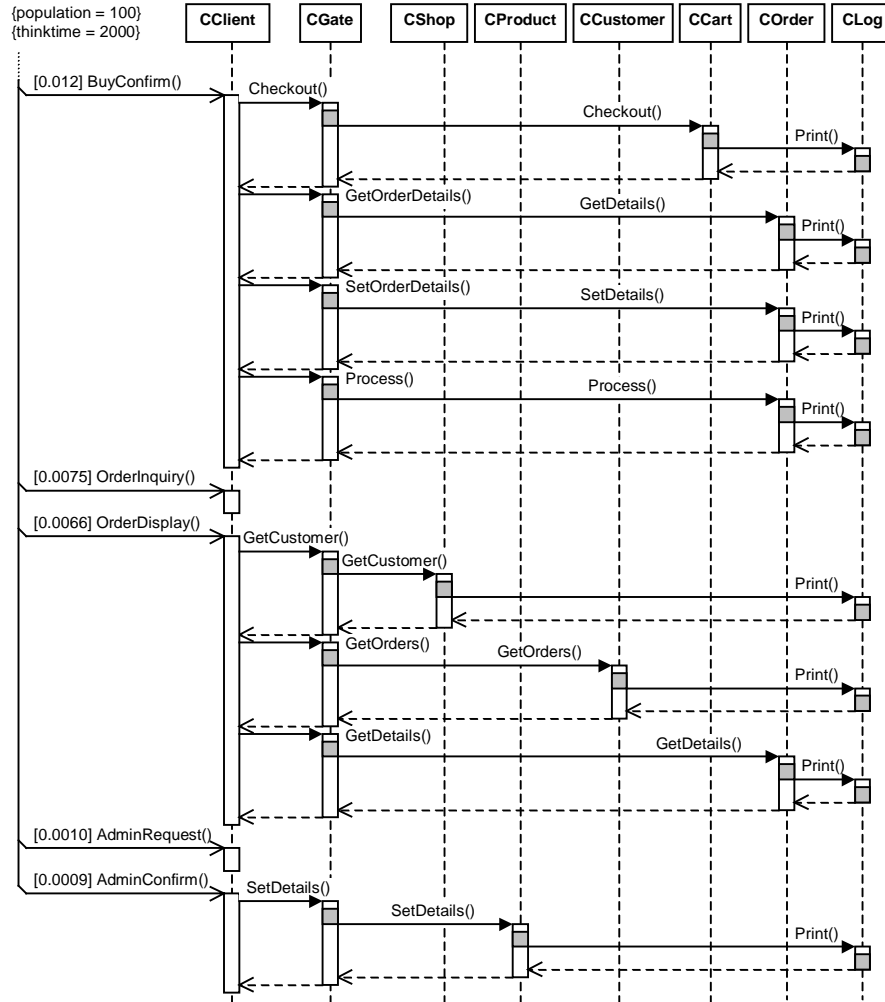 {population = 100}
{thinktime = 2000}
CClient CGate CShop CProduct CCustomer CCart COrder CLog
[0.012] BuyConfirm()
Checkout()
Checkout()
Print()
GetOrderDetails()
GetDetails()
Print()
SetOrderDetails()
SetDetails()
Print()
Process()
Process()
Print()
[0.0075] OrderInquiry()
[0.0066] OrderDisplay()
GetCustomer()
GetCustomer()
Print()
GetOrders()
GetOrders()
Print()
GetDetails()
GetDetails()
Print()
[0.0010] AdminRequest()
[0.0009] AdminConfirm()
SetDetails()
SetDetails()
Print()